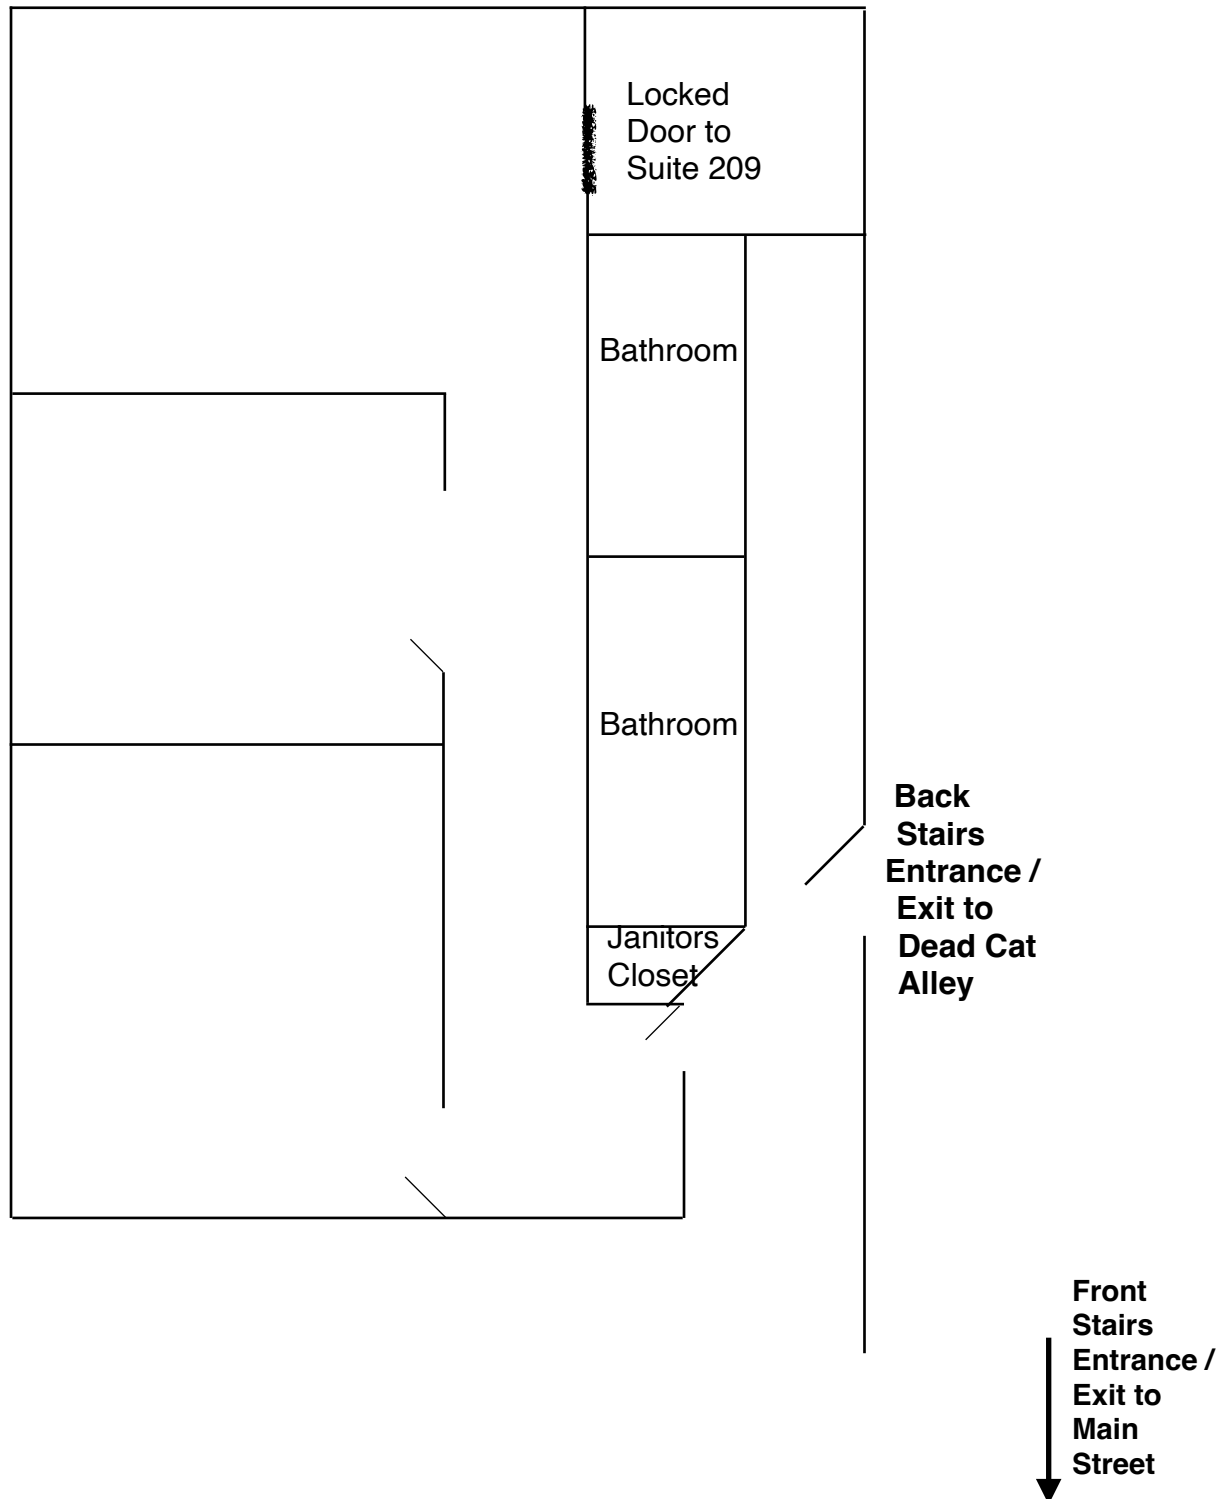 Locked
Door to
Suite 209
Bathroom
Bathroom
Back
Stairs
Entrance /
Exit to
Dead Cat
Alley
Janitors
Closet
Front
Stairs
Entrance /
Exit to
Main
Street